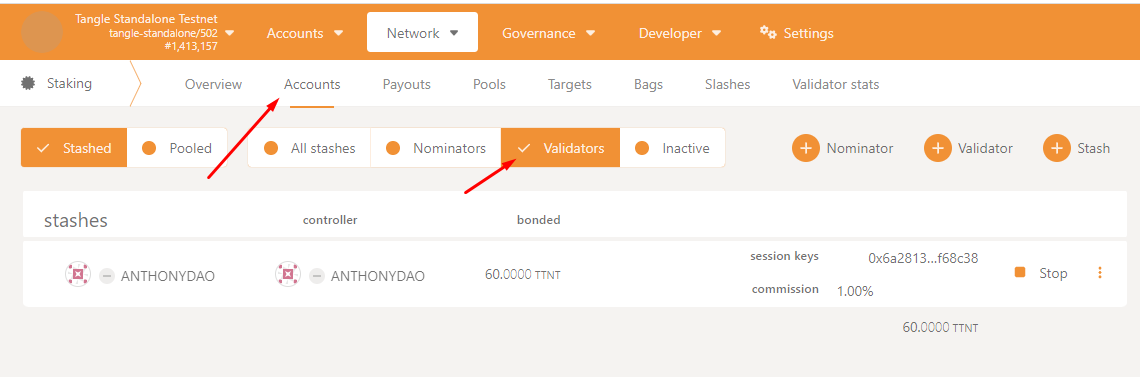 Tangle Standalone Testnet
tangle-standalone/502
#1,413,157
Accounts
Network
Governance
Developer
Settings
Staking
Overview
Accounts
Payouts
Pools
Targets
Bags
Slashes
Validator stats
Stashed
Pooled
All stashes
Nominators
Validators
Inactive
Nominator
Validator
Stash
stashes
controller
bonded
ANTHONYDAO
ANTHONYDAO
60.0000 TTNT
session keys
0x6a2813...f68c38
commission
1.00%
Stop
60.0000 TTNT